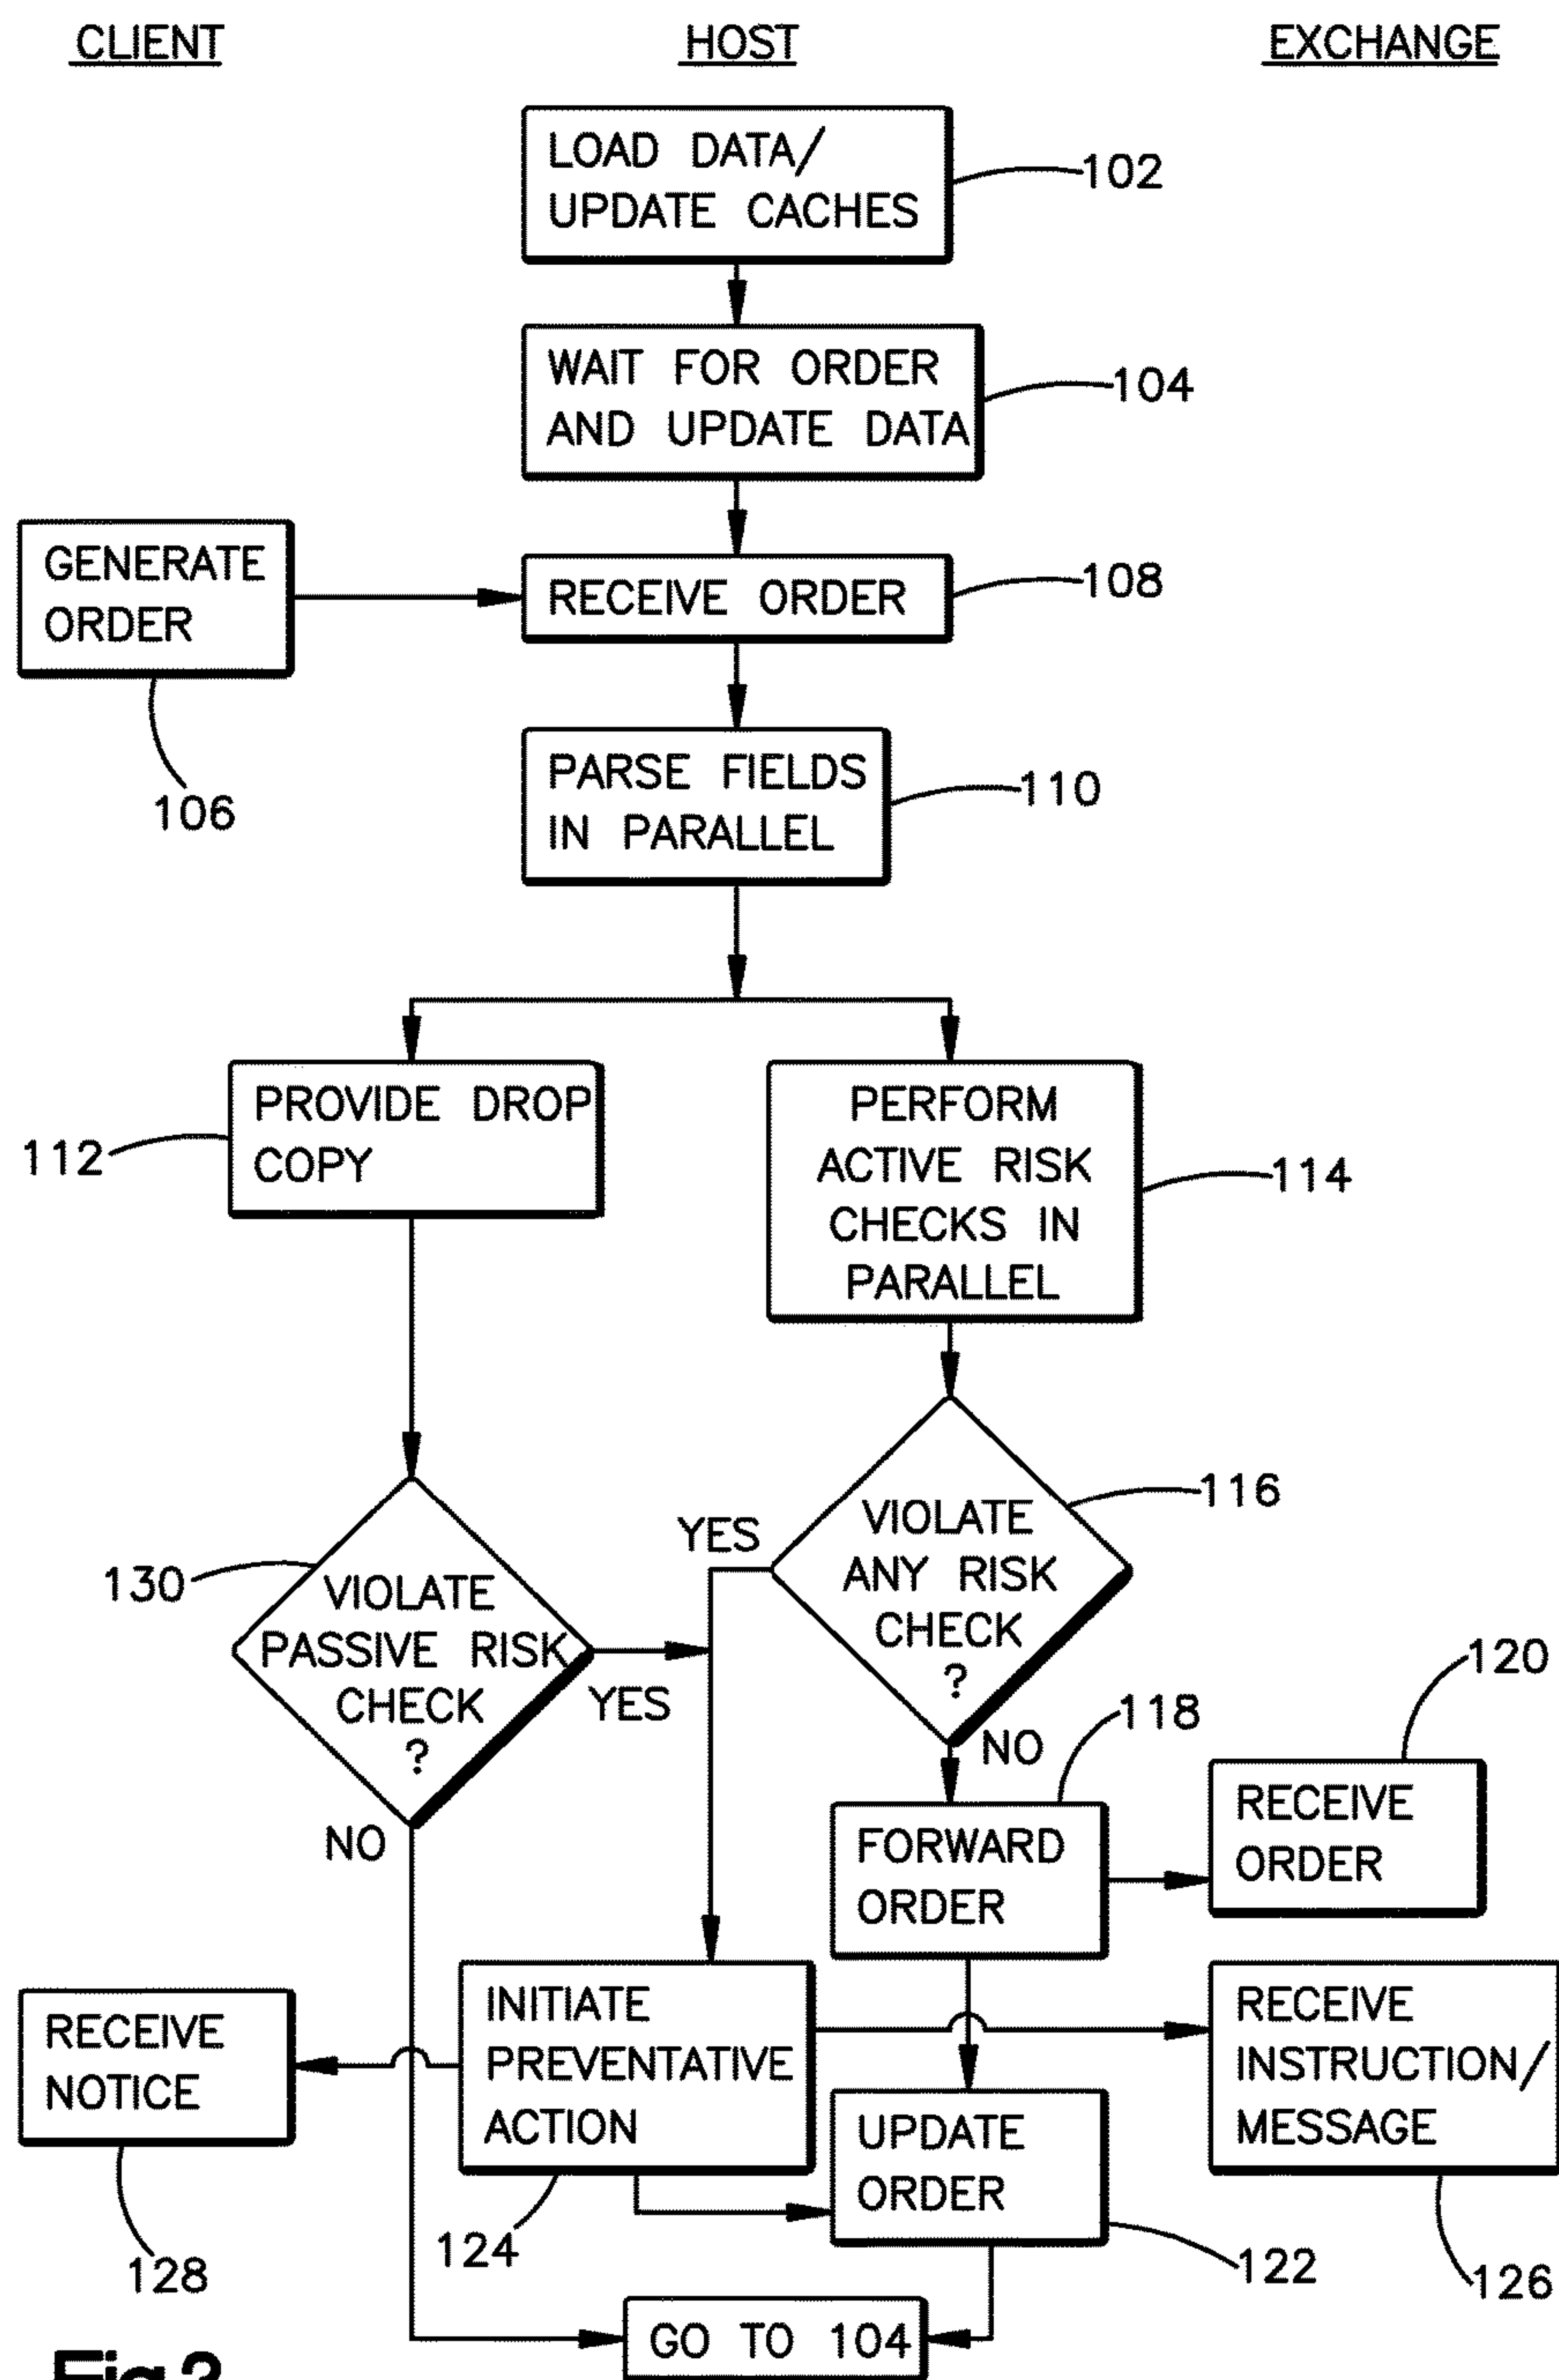 CLIENT
HOST
EXCHANGE
LOAD DATA/
UPDATE CACHES
102
WAIT FOR ORDER
AND UPDATE DATA
104
GENERATE
ORDER
106
RECEIVE ORDER
108
PARSE FIELDS
IN PARALLEL
110
PROVIDE DROP
COPY
112
PERFORM
ACTIVE RISK
CHECKS IN
PARALLEL
114
VIOLATE
ANY RISK
CHECK
?
116
YES
NO
VIOLATE
PASSIVE RISK
CHECK
?
130
YES
NO
FORWARD
ORDER
118
RECEIVE
ORDER
120
RECEIVE
NOTICE
128
INITIATE
PREVENTATIVE
ACTION
124
RECEIVE
INSTRUCTION/
MESSAGE
126
UPDATE
ORDER
122
GO TO 104